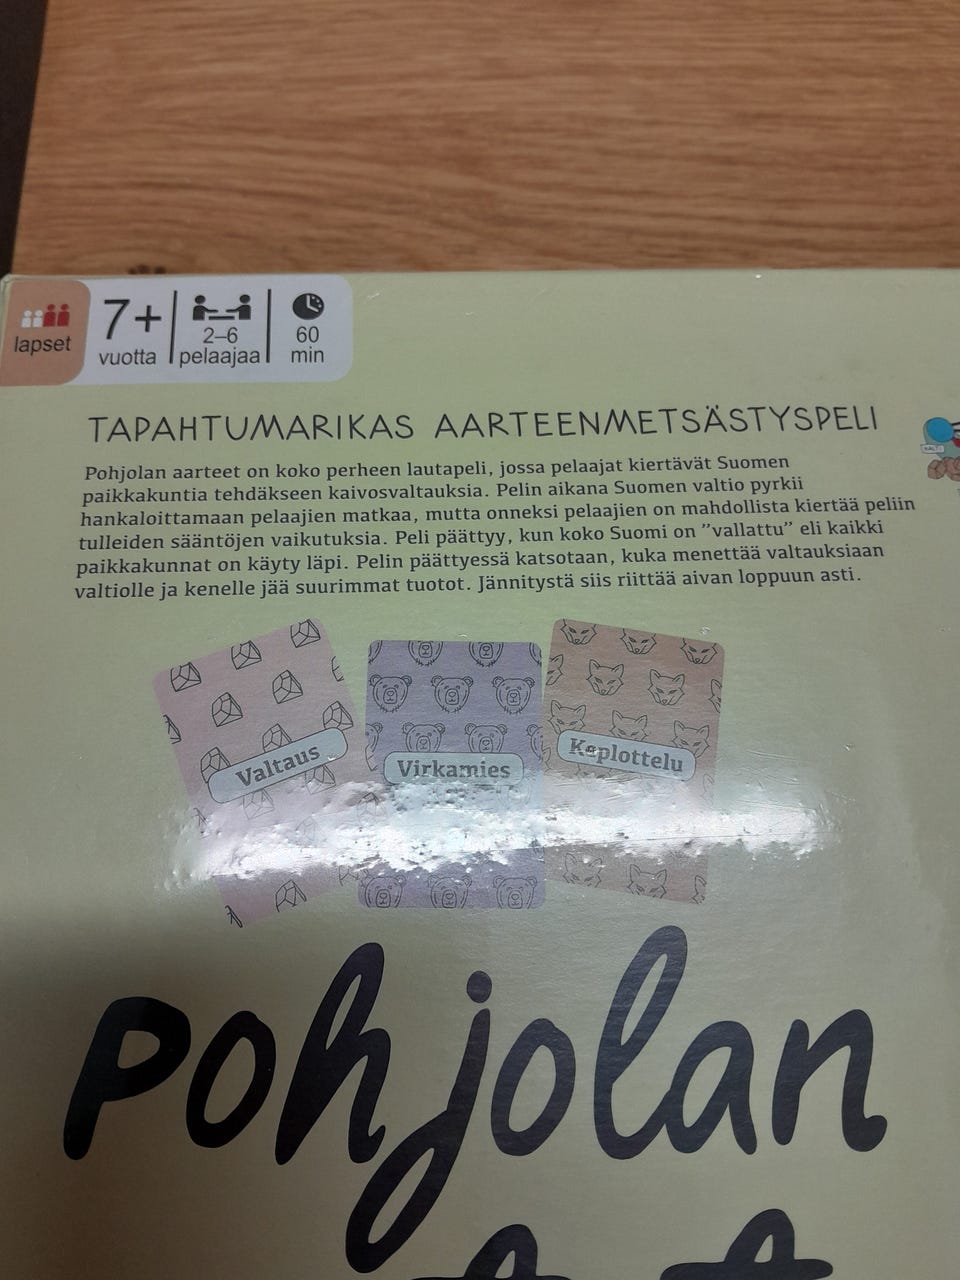 lapset
7+
vuotta
2–6
pelaajaa
60
min
TAPAHTUMARIKAS AARTEENMETSÄSTYSPELI
Pohjolan aarteet on koko perheen lautapeli, jossa pelaajat kiertävät Suomen
paikkakuntia tehdäkseen kaivosvaltauksia. Pelin aikana Suomen valtio pyrkii
hankaloittamaan pelaajien matkaa, mutta onneksi pelaajien on mahdollista kiertää peliin
tulleiden sääntöjen vaikutuksia. Peli päättyy, kun koko Suomi on ”vallattu” eli kaikki
paikkakunnat on käyty läpi. Pelin päättyessä katsotaan, kuka menettää valtauksiaan
valtiolle ja kenelle jää suurimmat tuotot. Jännitystä siis riittää aivan loppuun asti.
Valtaus
Virkamies
Keplottelu
pohjolan